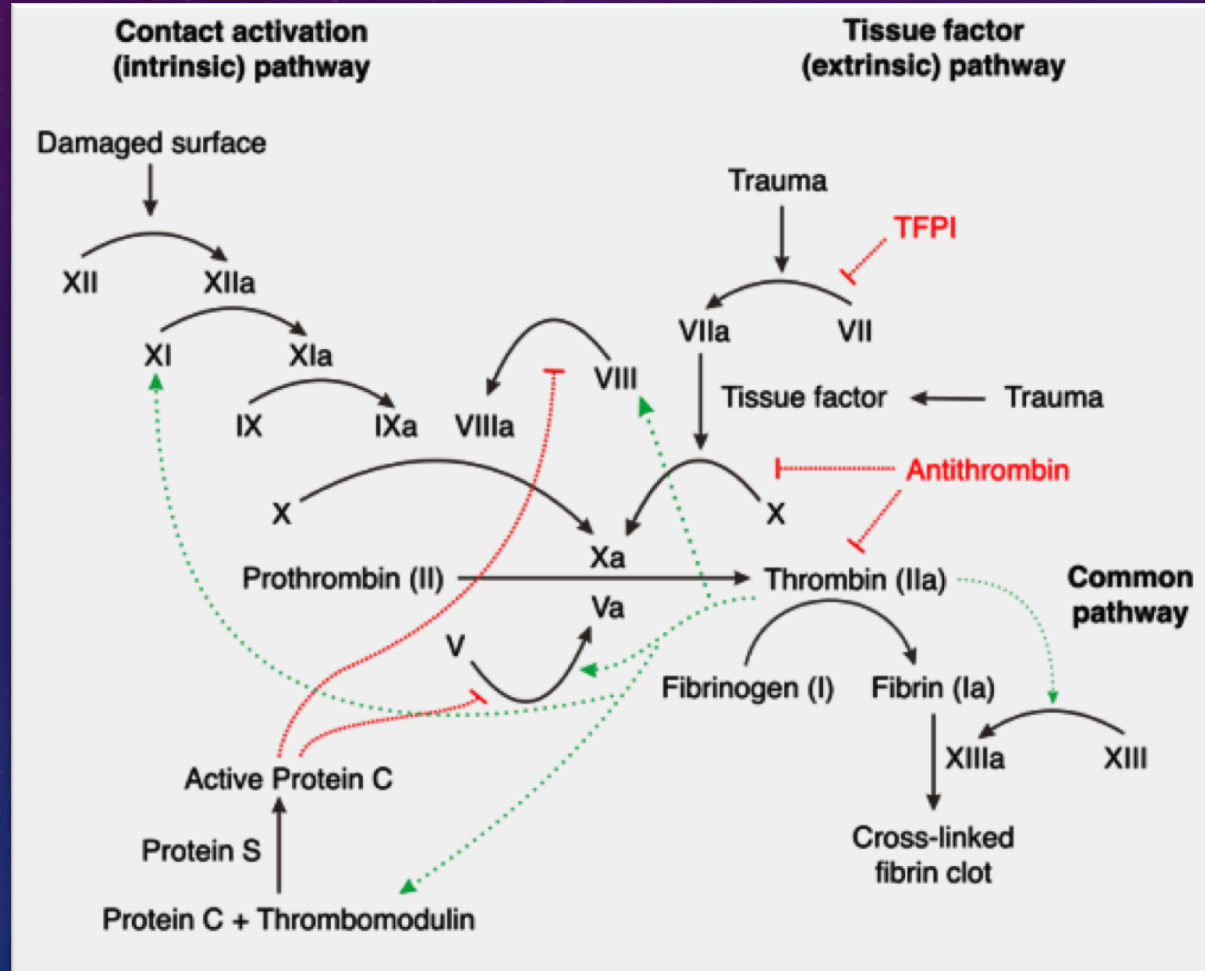 Contact activation
(intrinsic) pathway
Tissue factor
(extrinsic) pathway
Damaged surface
Trauma
TFPI
XII
XIIa
VIIa
VII
XI
XIa
VIII
Tissue factor
Trauma
IX
IXa
VIIIa
Antithrombin
X
X
Xa
Prothrombin (II)
Thrombin (IIa)
Common
pathway
Va
V
Fibrinogen (I)
Fibrin (Ia)
XIIIa
XIII
Active Protein C
Cross-linked
fibrin clot
Protein S
Protein C + Thrombomodulin